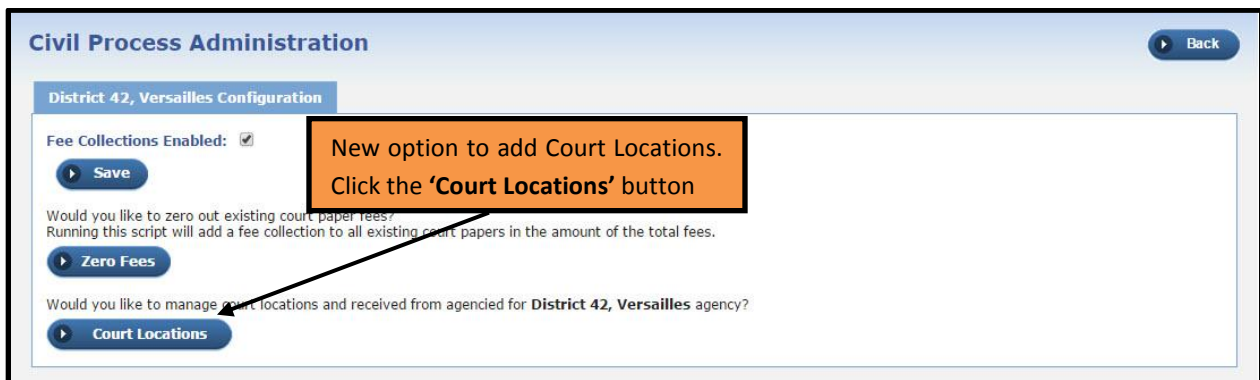 Civil Process Administration
Back
District 42, Versailles Configuration
Fee Collections Enabled:
Save
New option to add Court Locations.
Click the ‘Court Locations’ button
Would you like to zero out existing court paper fees?
Running this script will add a fee collection to all existing court papers in the amount of the total fees.
Zero Fees
Would you like to manage court locations and received from agencied for District 42, Versailles agency?
Court Locations